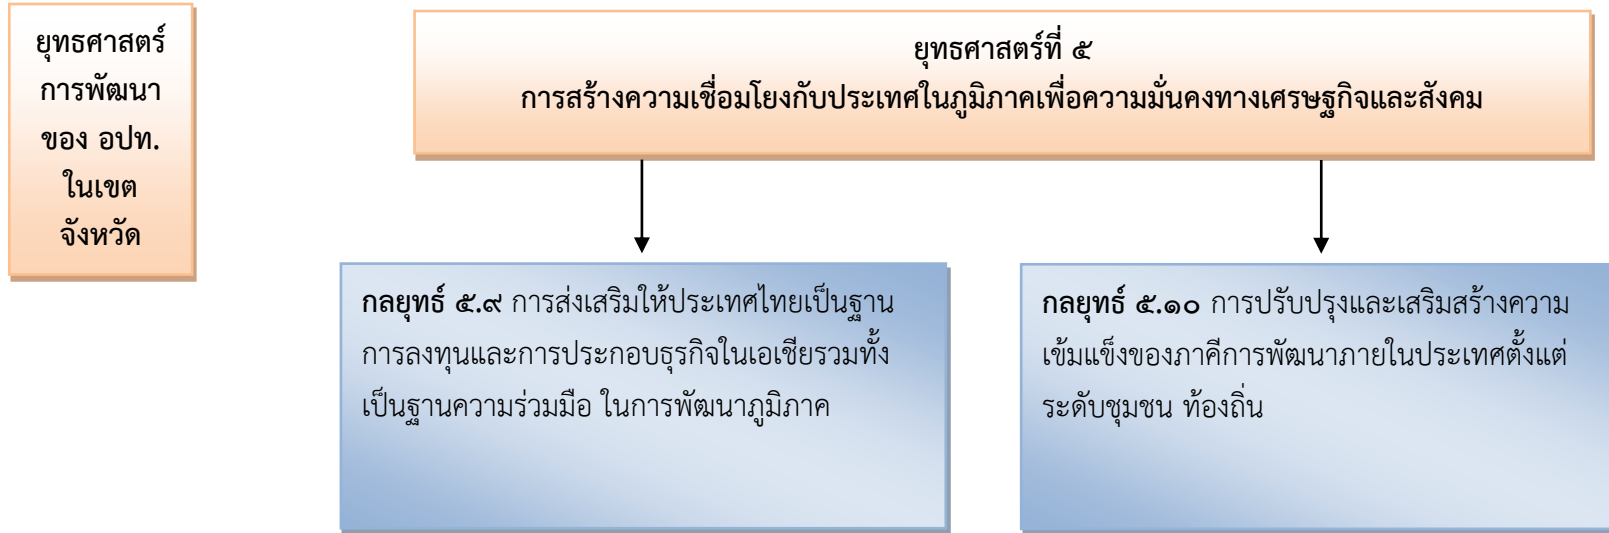 ยุทธศาสตร์
การพัฒนา
ของ อปท.
ในเขต
จังหวัด
ยุทธศาสตร์ที่ ๕
การสร้างความเชื่อมโยงกับประเทศในภูมิภาคเพื่อความมั่นคงทางเศรษฐกิจและสังคม
กลยุทธ์ ๕.๙ การส่งเสริมให้ประเทศไทยเป็นฐาน
การลงทุนและการประกอบธุรกิจในเอเชียรวมทั้ง
เป็นฐานความร่วมมือ ในการพัฒนาภูมิภาค
กลยุทธ์ ๕.๑๐ การปรับปรุงและเสริมสร้างความ
เข้มแข็งของภาคีการพัฒนาภายในประเทศตั้งแต่
ระดับชุมชน ท้องถิ่น